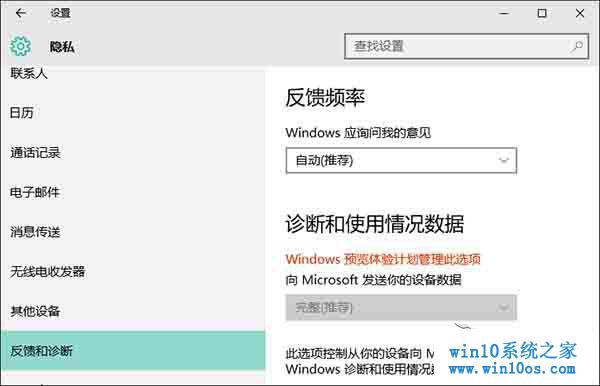 设置
隐私
查找设置
联系人
日历
通话记录
电子邮件
消息传送
无线电收发器
其他设备
反馈和诊断
反馈频率
Windows 应询问我的意见
自动(推荐)
诊断和使用情况数据
Windows 预览体验计划管理此选项
向 Microsoft 发送你的设备数据
完整(推荐)
此选项控制从你的设备向 M
Windows 诊断和使用情况
win10系统之家
www.win10os.com